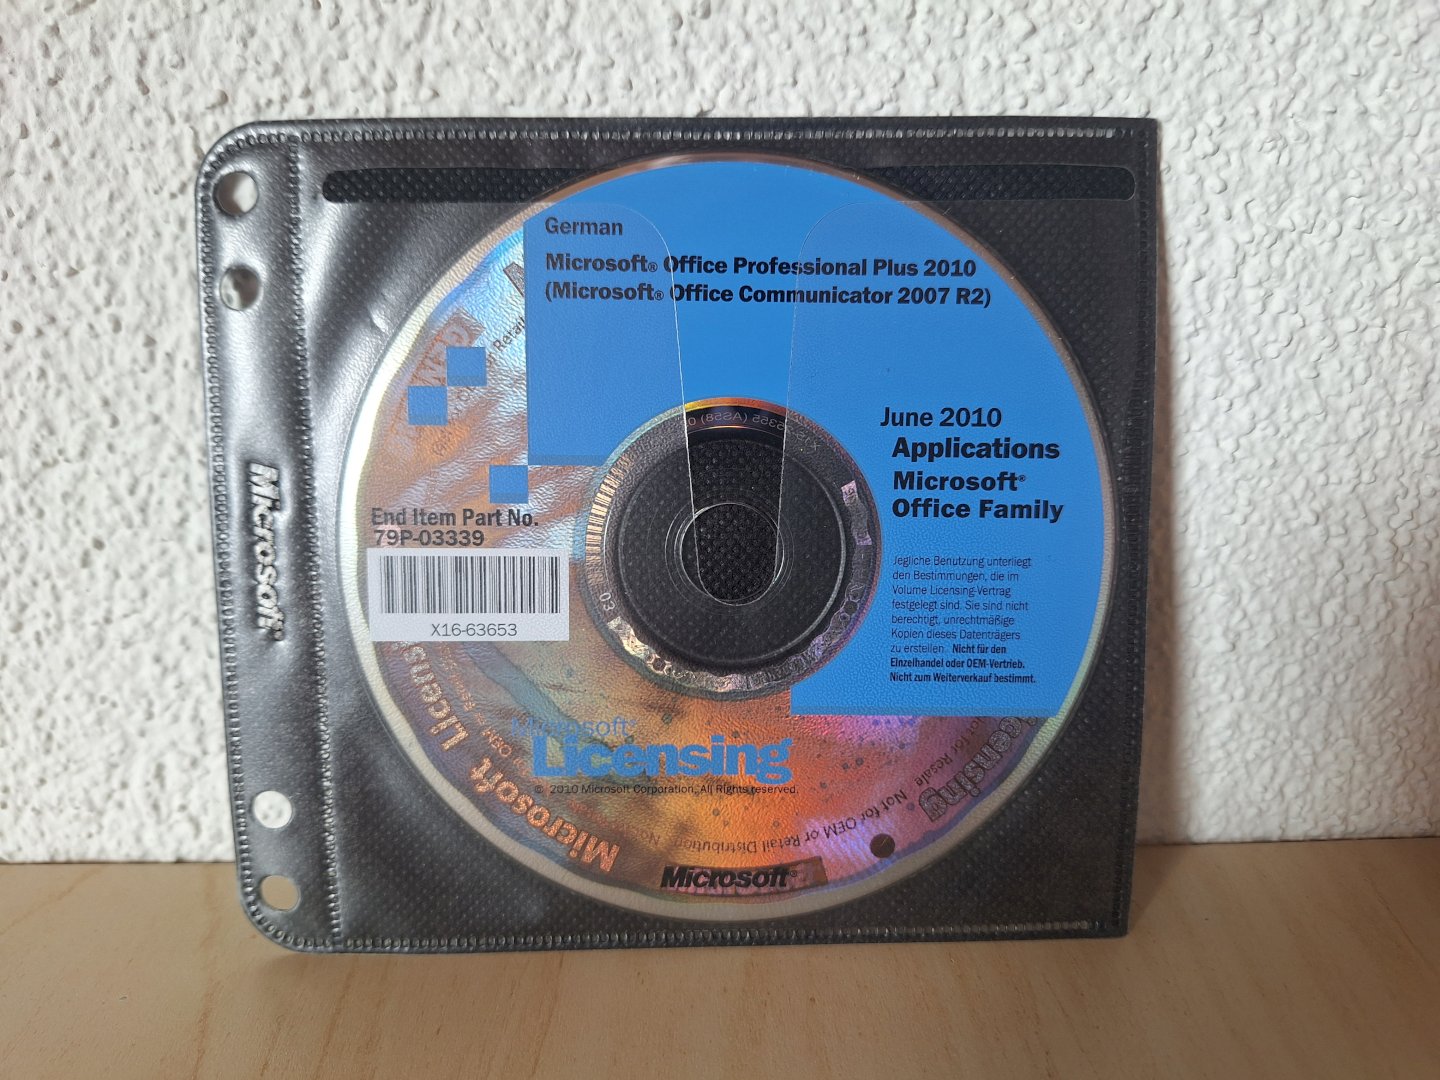 German
Microsoft® Office Professional Plus 2010
(Microsoft® Office Communicator 2007 R2)
June 2010
Applications
Microsoft®
Office Family
End Item Part No.
79P-03339
X16-63653
Jegliche Benutzung unterliegt
den Bestimmungen, die im
Volume Licensing-Vertrag
festgelegt sind. Sie sind nicht
berechtigt, unrechtmäßige
Kopien dieses Datenträgers
zu erstellen. Nicht für den
Einzelhandel oder OEM-Vertrieb.
Nicht zum Weiterverkauf bestimmt.
Microsoft®
Licensing
© 2010 Microsoft Corporation. All Rights reserved.
Microsoft®
Microsoft Licensing
Not for OEM or Retail Distribution Not for Resale
Microsoft®